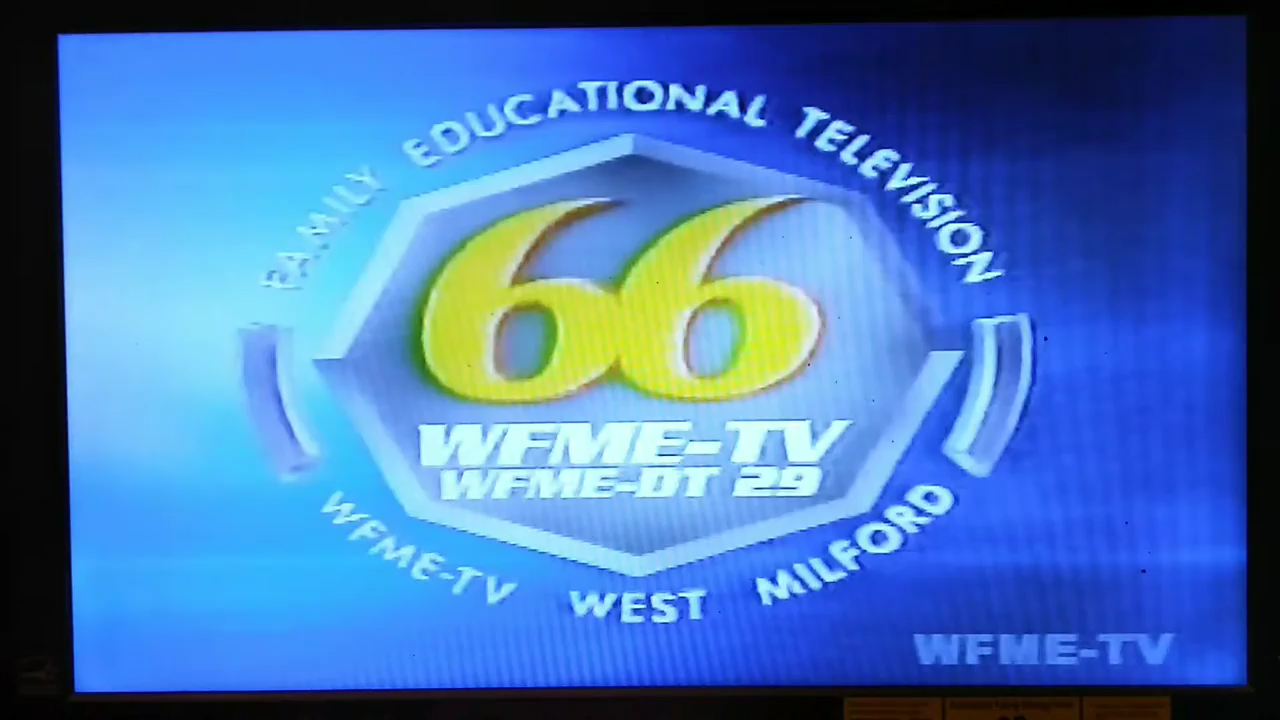 FAMILY EDUCATIONAL TELEVISION
66
WFME-TV
WFME-DT 29
WFME-TV WEST MILFORD
WFME-TV